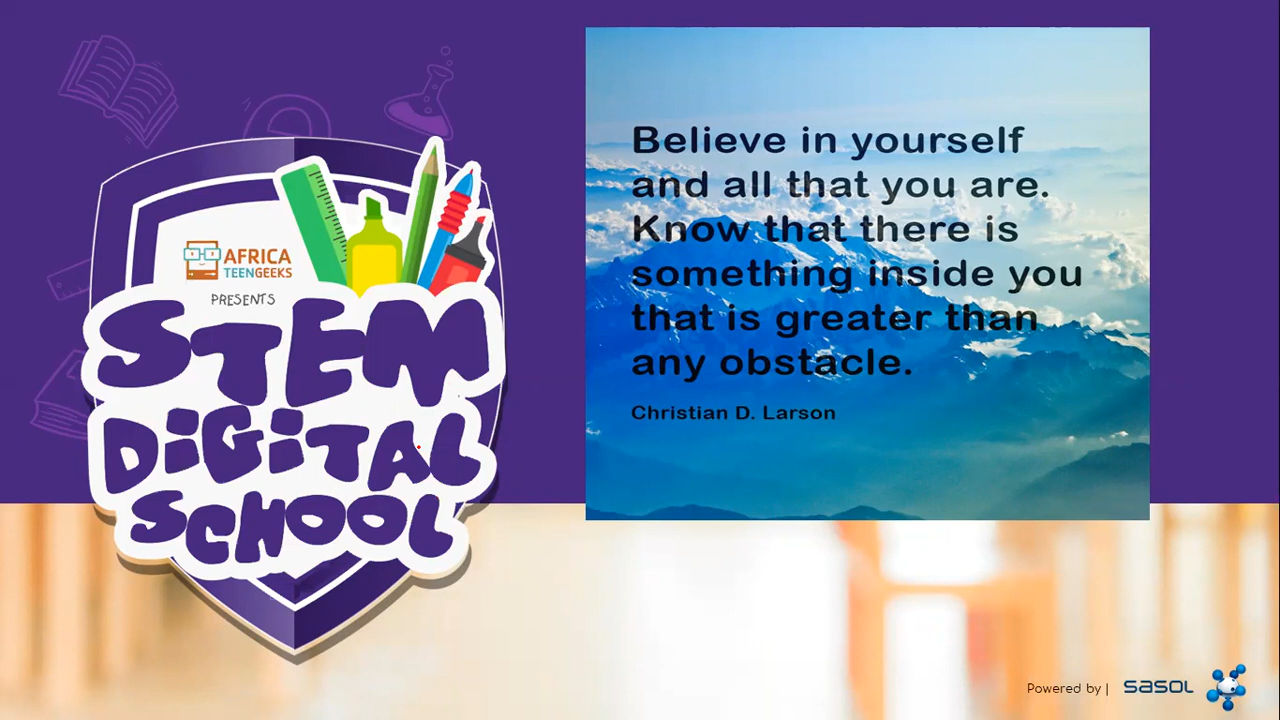 AFRICA
TEENGEEKS
PRESENTS
STEM
DiGiTAL
SCHOOL
Believe in yourself
and all that you are.
Know that there is
something inside you
that is greater than
any obstacle.
Christian D. Larson
Powered by | sasol